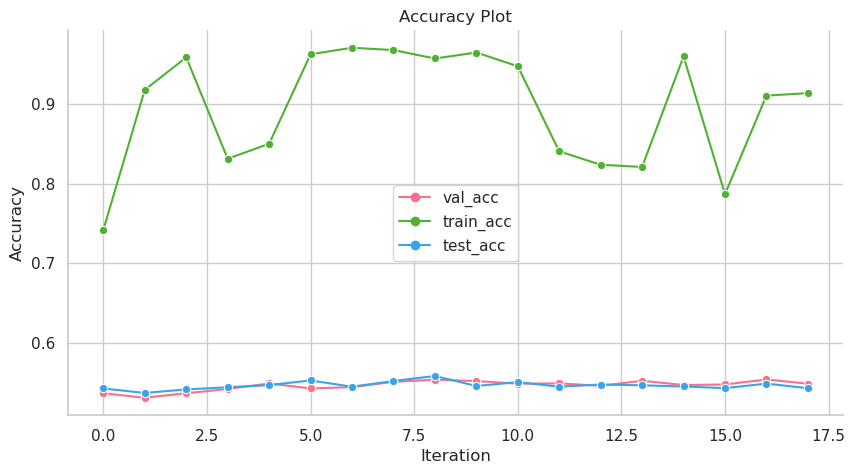 Accuracy Plot
Accuracy
0.9
0.8
0.7
0.6
val_acc
train_acc
test_acc
0.0 2.5 5.0 7.5 10.0 12.5 15.0 17.5
Iteration